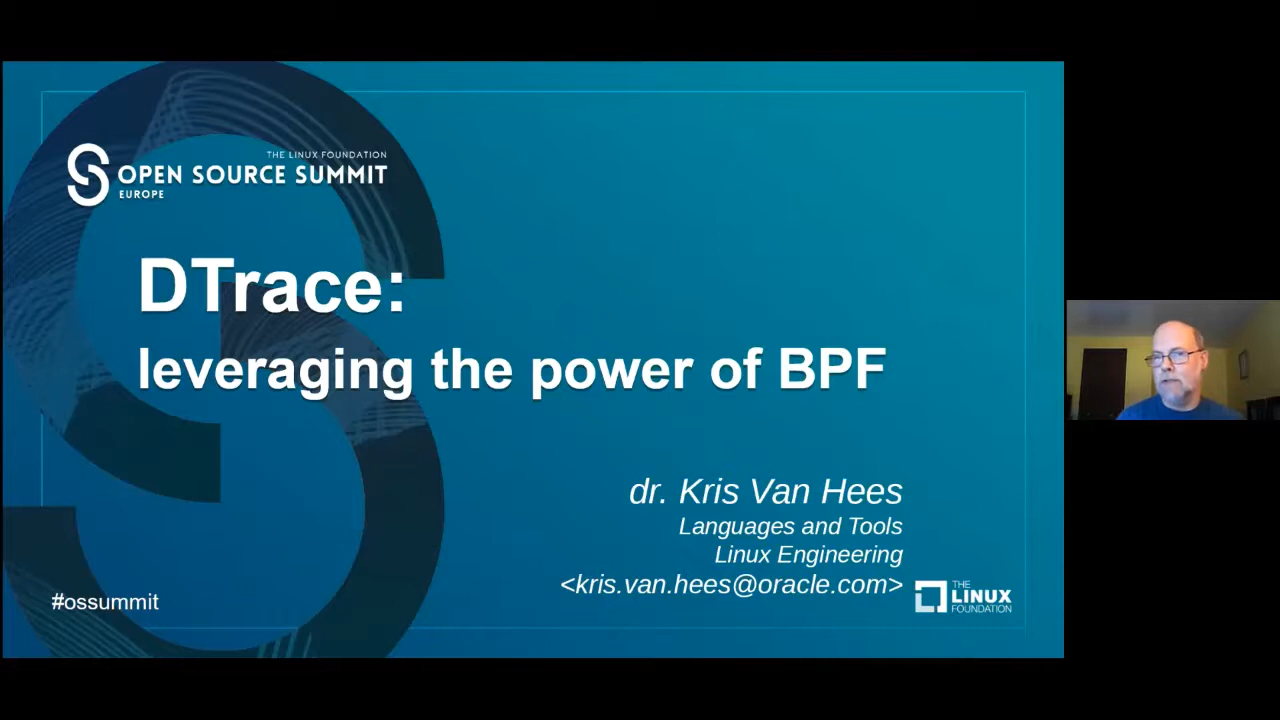 THE LINUX FOUNDATION
OPEN SOURCE SUMMIT
EUROPE
DTrace:
leveraging the power of BPF
dr. Kris Van Hees
Languages and Tools
Linux Engineering
<kris.van.hees@oracle.com>
#ossummit
THE
LINUX
FOUNDATION